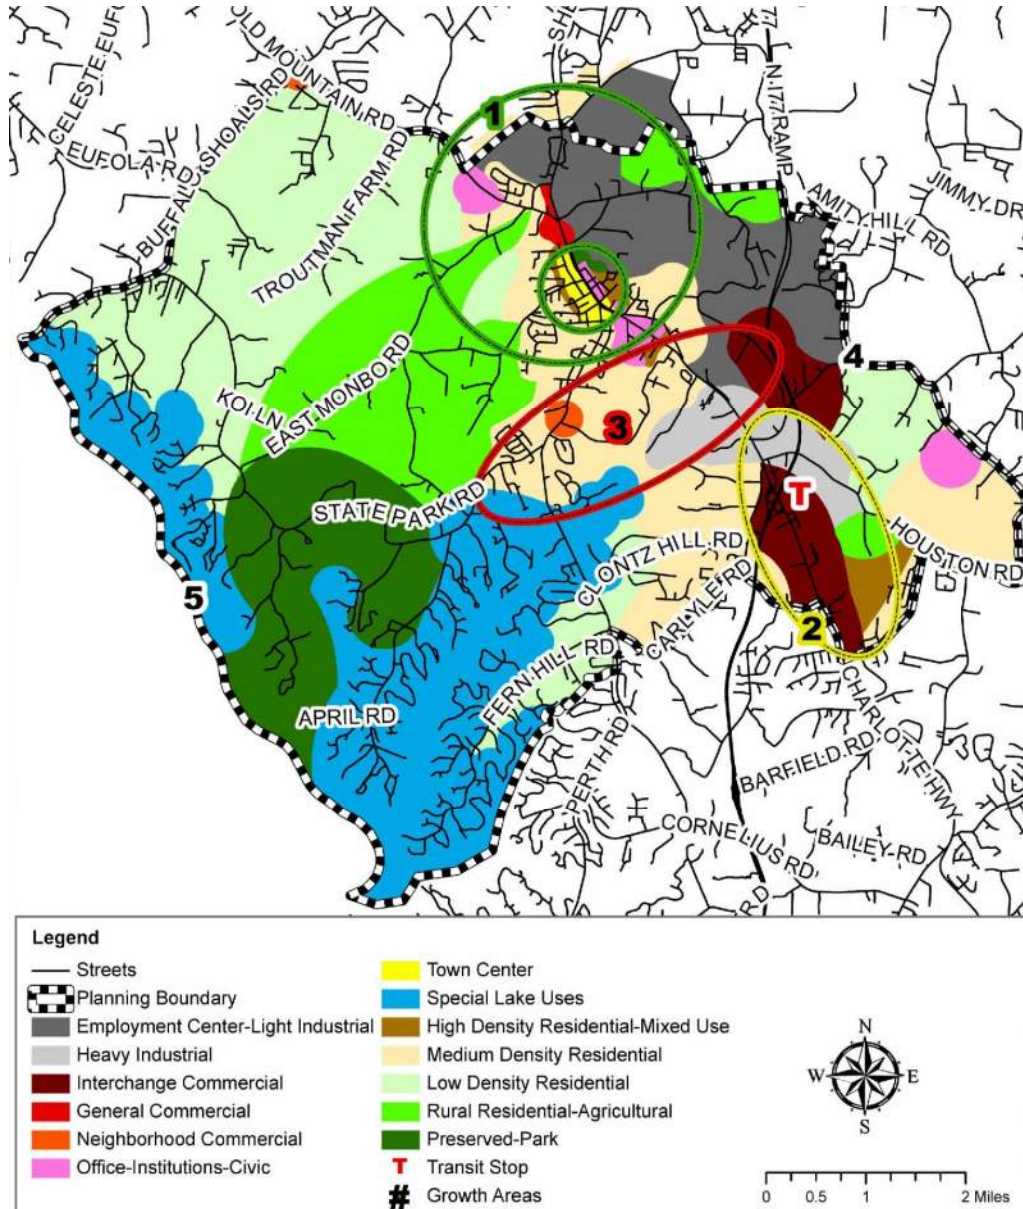 CELESTE EUFO
OLD MOUNTAIN RD
SHE
N-I77 RAMP
1
EUFOLA RD
BUFFALO SHOALS RD
TROUTMAN FARM RD
AMITY HILL RD
JIMMY DR
4
KOI LN
EAST MONBO RD
3
STATE PARK RD
T
HOUSTON RD
CLONTZ HILL RD
5
CARLYLE RD
2
FERN HILL RD
APRIL RD
PERTH RD
CHARLOTTE HWY
BARFIELD RD
CORNELIUS RD
BAILEY RD
RD
Legend
Streets
Planning Boundary
Employment Center-Light Industrial
Heavy Industrial
Interchange Commercial
General Commercial
Neighborhood Commercial
Office-Institutions-Civic
Town Center
Special Lake Uses
High Density Residential-Mixed Use
Medium Density Residential
Low Density Residential
Rural Residential-Agricultural
Preserved-Park
T Transit Stop
# Growth Areas
N
W E
S
0 0.5 1 2 Miles